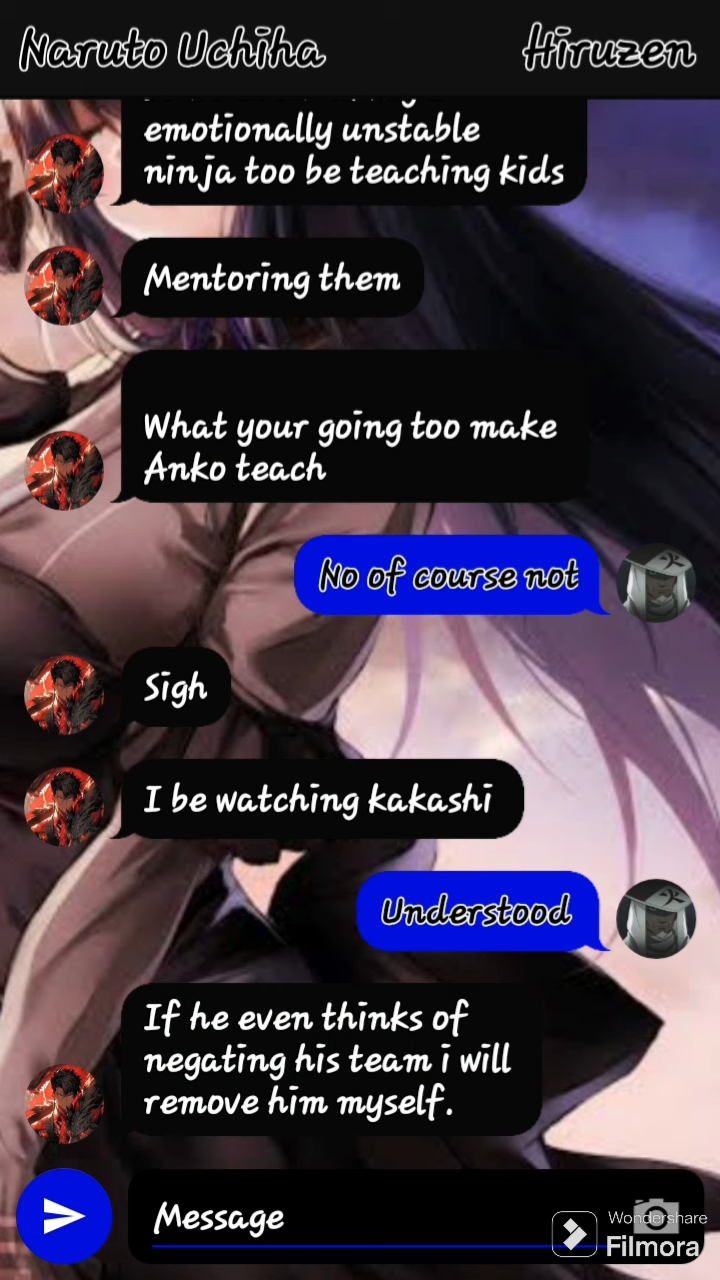 Naruto Uchiha
Hiruzen
emotionally unstable
ninja too be teaching kids
Mentoring them
What your going too make
Anko teach
No of course not
Sigh
I be watching kakashi
Understood
If he even thinks of
negating his team i will
remove him myself.
Message
Wondershare
Filmora